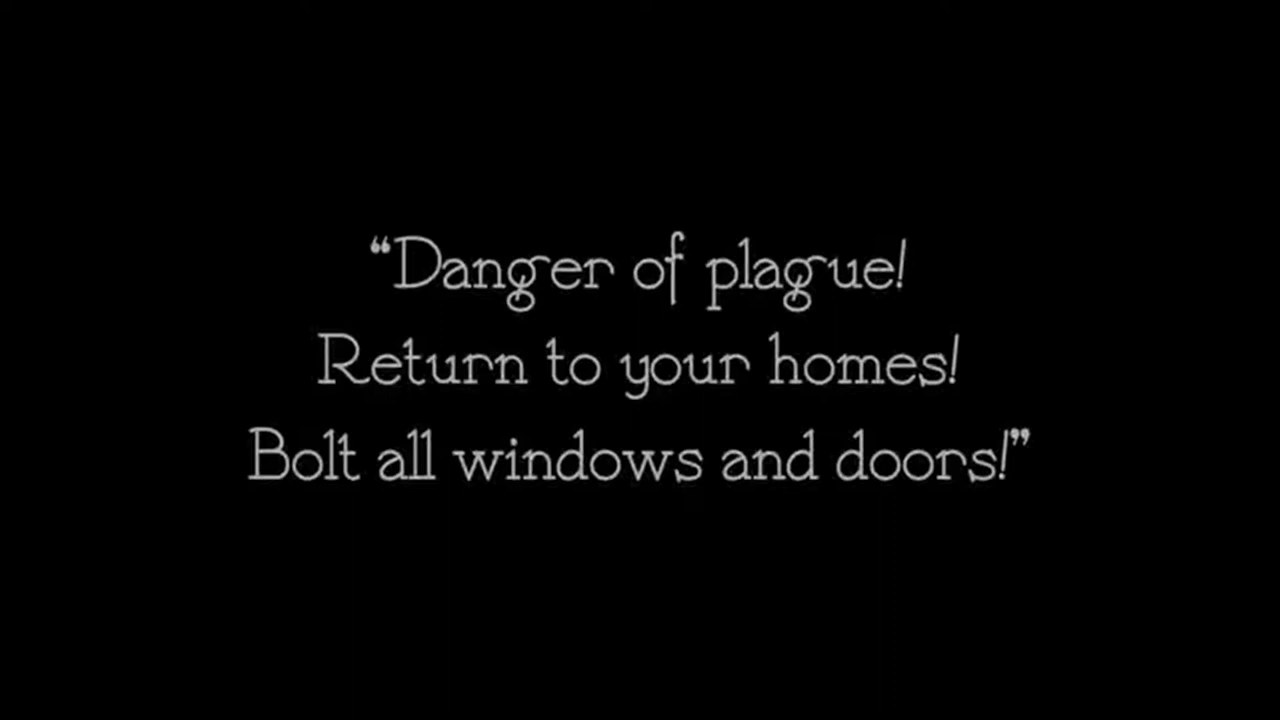 “Danger of plague!
Return to your homes!
Bolt all windows and doors!”